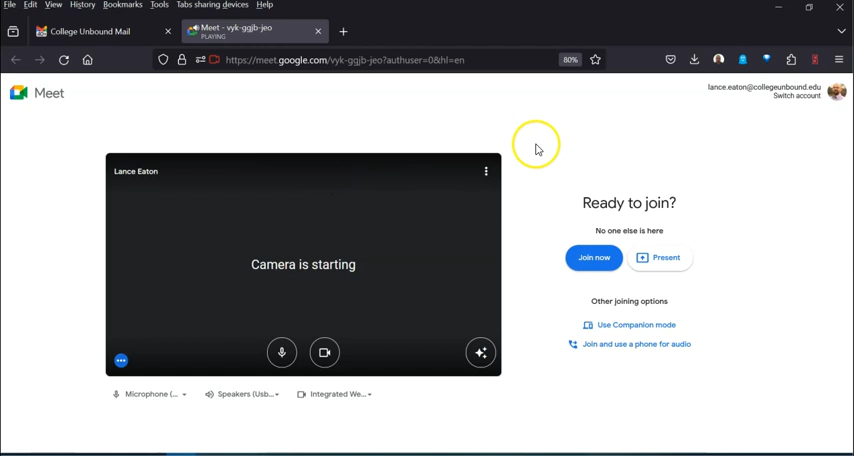 File Edit View History Bookmarks Tools Tabs sharing devices Help
College Unbound Mail
Meet - vyk-ggjb-jeo
PLAYING
https://meet.google.com/vyk-ggjb-jeo?authuser=0&hl=en
80%
Meet
lance.eaton@collegeunbound.edu
Switch account
Lance Eaton
Camera is starting
Ready to join?
No one else is here
Join now
Present
Other joining options
Use Companion mode
Join and use a phone for audio
Microphone (...
Speakers (Usb...
Integrated We...